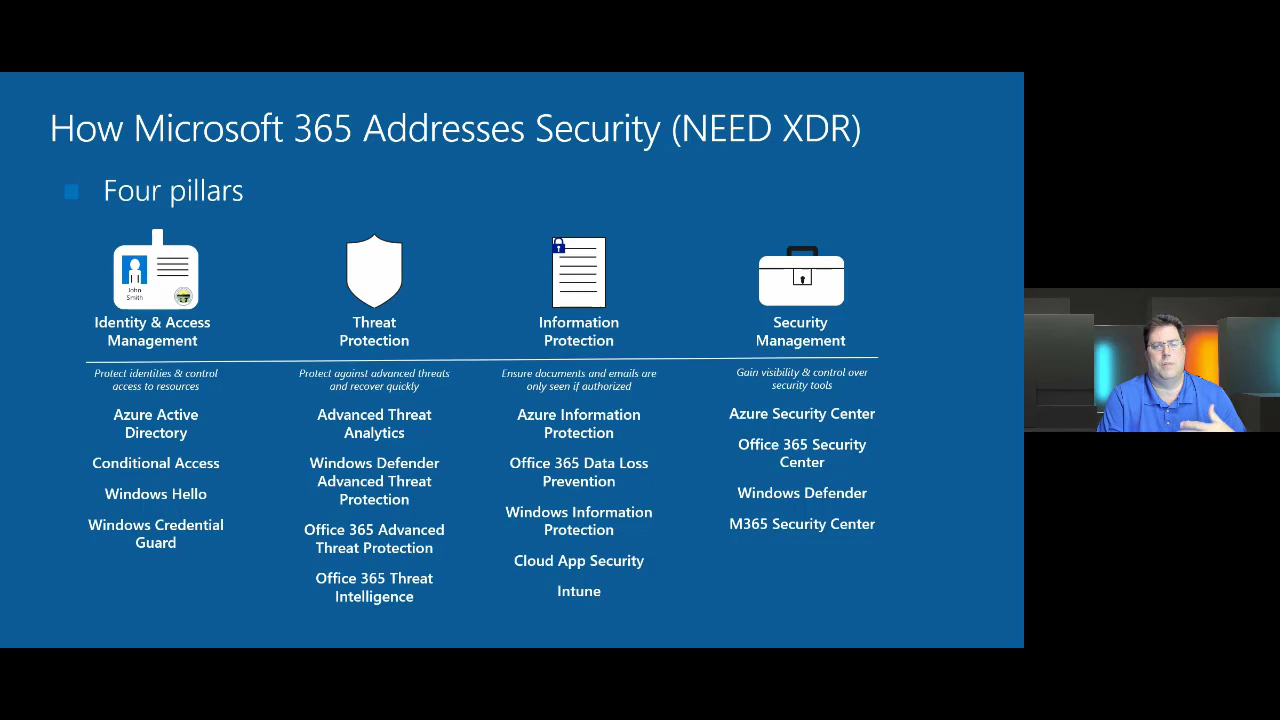 How Microsoft 365 Addresses Security (NEED XDR)
Four pillars
John
Smith
Identity & Access
Management
Protect identities & control
access to resources
Azure Active
Directory
Conditional Access
Windows Hello
Windows Credential
Guard
Threat
Protection
Protect against advanced threats
and recover quickly
Advanced Threat
Analytics
Windows Defender
Advanced Threat
Protection
Office 365 Advanced
Threat Protection
Office 365 Threat
Intelligence
Information
Protection
Ensure documents and emails are
only seen if authorized
Azure Information
Protection
Office 365 Data Loss
Prevention
Windows Information
Protection
Cloud App Security
Intune
Security
Management
Gain visibility & control over
security tools
Azure Security Center
Office 365 Security
Center
Windows Defender
M365 Security Center